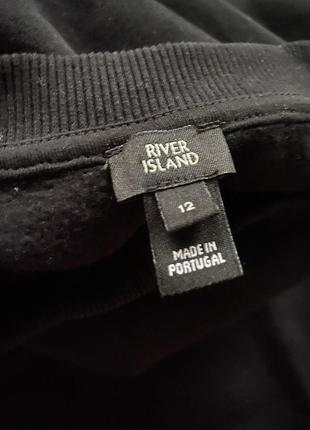 RIVER
ISLAND
12
MADE IN
PORTUGAL